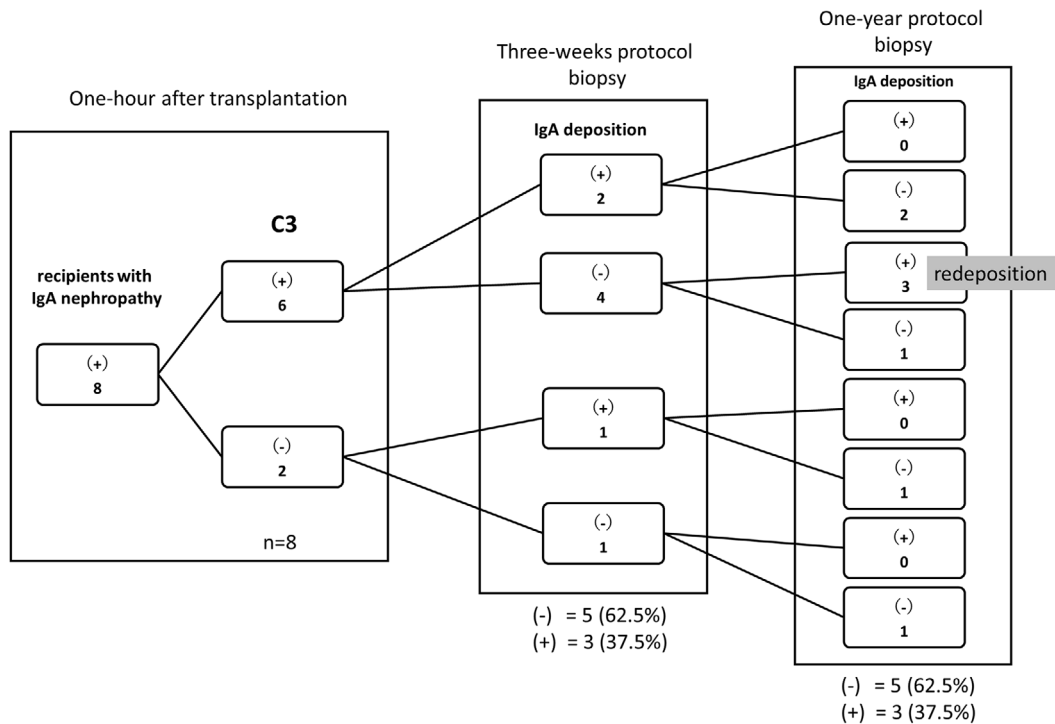 One-hour after transplantation
Three-weeks protocol
biopsy
One-year protocol
biopsy
recipients with
IgA nephropathy
(+)
8
C3
(+)
6
(-)
2
n=8
IgA deposition
(+)
2
(-)
4
(+)
1
(-)
1
(-) = 5 (62.5%)
(+) = 3 (37.5%)
IgA deposition
(+)
0
(-)
2
(+)
3
redeposition
(-)
1
(+)
0
(-)
1
(+)
0
(-)
1
(-) = 5 (62.5%)
(+) = 3 (37.5%)